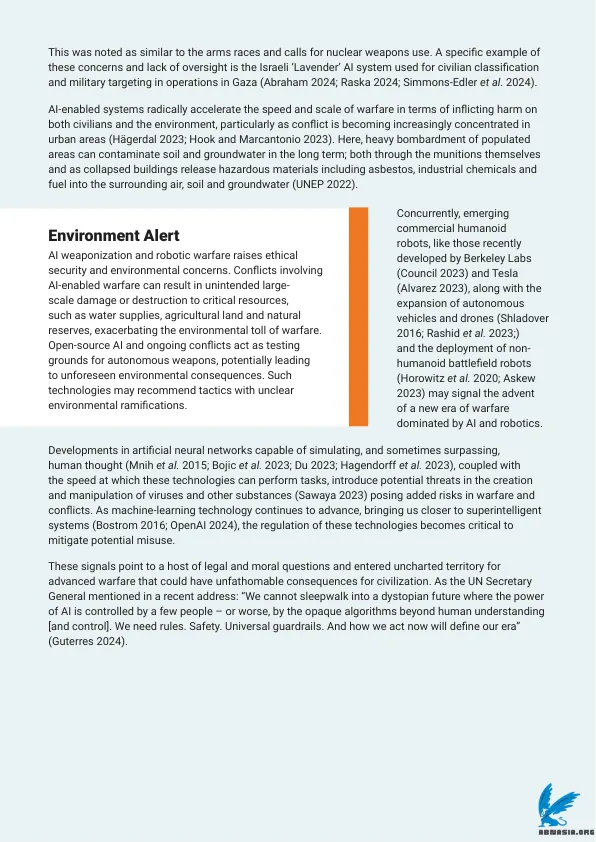 This was noted as similar to the arms races and calls for nuclear weapons use. A specific example of
these concerns and lack of oversight is the Israeli ‘Lavender’ AI system used for civilian classification
and military targeting in operations in Gaza (Abraham 2024; Raska 2024; Simmons-Edler et al. 2024).
AI-enabled systems radically accelerate the speed and scale of warfare in terms of inflicting harm on
both civilians and the environment, particularly as conflict is becoming increasingly concentrated in
urban areas (Hägerdal 2023; Hook and Marcantonio 2023). Here, heavy bombardment of populated
areas can contaminate soil and groundwater in the long term; both through the munitions themselves
and as collapsed buildings release hazardous materials including asbestos, industrial chemicals and
fuel into the surrounding air, soil and groundwater (UNEP 2022).
Environment Alert
AI weaponization and robotic warfare raises ethical
security and environmental concerns. Conflicts involving
AI-enabled warfare can result in unintended large-
scale damage or destruction to critical resources,
such as water supplies, agricultural land and natural
reserves, exacerbating the environmental toll of warfare.
Open-source AI and ongoing conflicts act as testing
grounds for autonomous weapons, potentially leading
to unforeseen environmental consequences. Such
technologies may recommend tactics with unclear
environmental ramifications.
Concurrently, emerging
commercial humanoid
robots, like those recently
developed by Berkeley Labs
(Council 2023) and Tesla
(Alvarez 2023), along with the
expansion of autonomous
vehicles and drones (Shladover
2016; Rashid et al. 2023;)
and the deployment of non-
humanoid battlefield robots
(Horowitz et al. 2020; Askew
2023) may signal the advent
of a new era of warfare
dominated by AI and robotics.
Developments in artificial neural networks capable of simulating, and sometimes surpassing,
human thought (Mnih et al. 2015; Bojic et al. 2023; Du 2023; Hagendorff et al. 2023), coupled with
the speed at which these technologies can perform tasks, introduce potential threats in the creation
and manipulation of viruses and other substances (Sawaya 2023) posing added risks in warfare and
conflicts. As machine-learning technology continues to advance, bringing us closer to superintelligent
systems (Bostrom 2016; OpenAI 2024), the regulation of these technologies becomes critical to
mitigate potential misuse.
These signals point to a host of legal and moral questions and entered uncharted territory for
advanced warfare that could have unfathomable consequences for civilization. As the UN Secretary
General mentioned in a recent address: “We cannot sleepwalk into a dystopian future where the power
of AI is controlled by a few people – or worse, by the opaque algorithms beyond human understanding
[and control]. We need rules. Safety. Universal guardrails. And how we act now will define our era”
(Guterres 2024).
ABNASIA.ORG